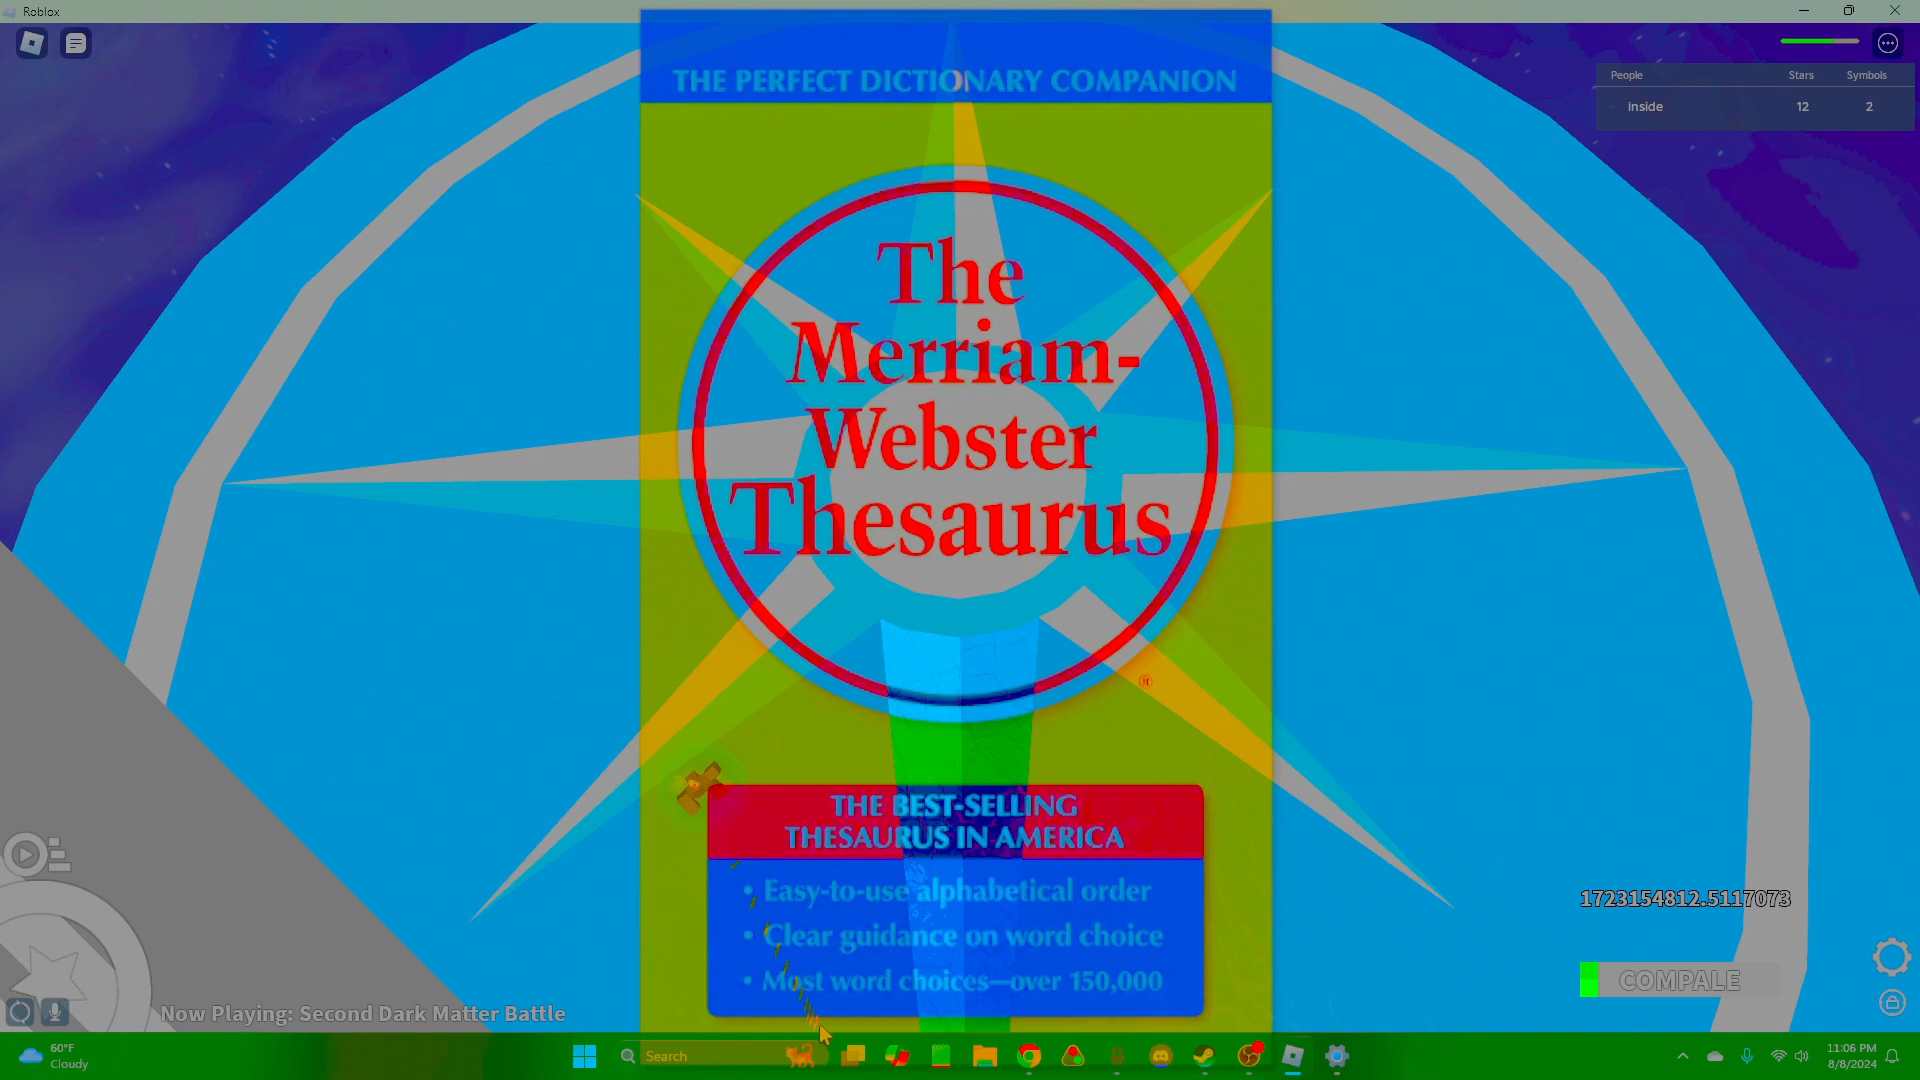 Roblox
People Stars Symbols
inside 12 2
THE PERFECT DICTIONARY COMPANION
The
Merriam-
Webster
Thesaurus
®
THE BEST-SELLING
THESAURUS IN AMERICA
• Easy-to-use alphabetical order
• Clear guidance on word choice
• Most word choices—over 150,000
1723154812.5117073
COMPALE
Now Playing: Second Dark Matter Battle
60°F
Cloudy
Search
11:06 PM
8/8/2024